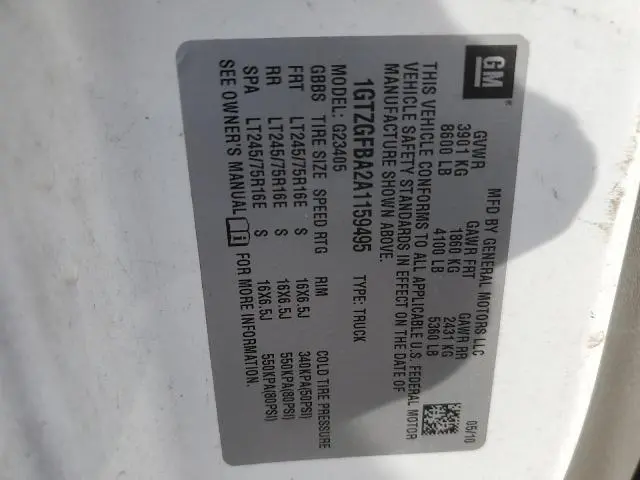 GM®
MFD BY GENERAL MOTORS LLC 05/10
GVWR GAWR FRT GAWR RR
3901 KG 1860 KG 2431 KG
8600 LB 4100 LB 5360 LB
THIS VEHICLE CONFORMS TO ALL APPLICABLE U.S. FEDERAL MOTOR
VEHICLE SAFETY STANDARDS IN EFFECT ON THE DATE OF
MANUFACTURE SHOWN ABOVE.
1GTZGFBA2A1159495 TYPE: TRUCK
MODEL: G23405
GBBS TIRE SIZE SPEED RTG RIM COLD TIRE PRESSURE
FRT LT245/75R16E S 16X6.5J 340KPA(50PSI)
RR LT245/75R16E S 16X6.5J 550KPA(80PSI)
SPA LT245/75R16E S 16X6.5J 550KPA(80PSI)
SEE OWNER'S MANUAL FOR MORE INFORMATION.